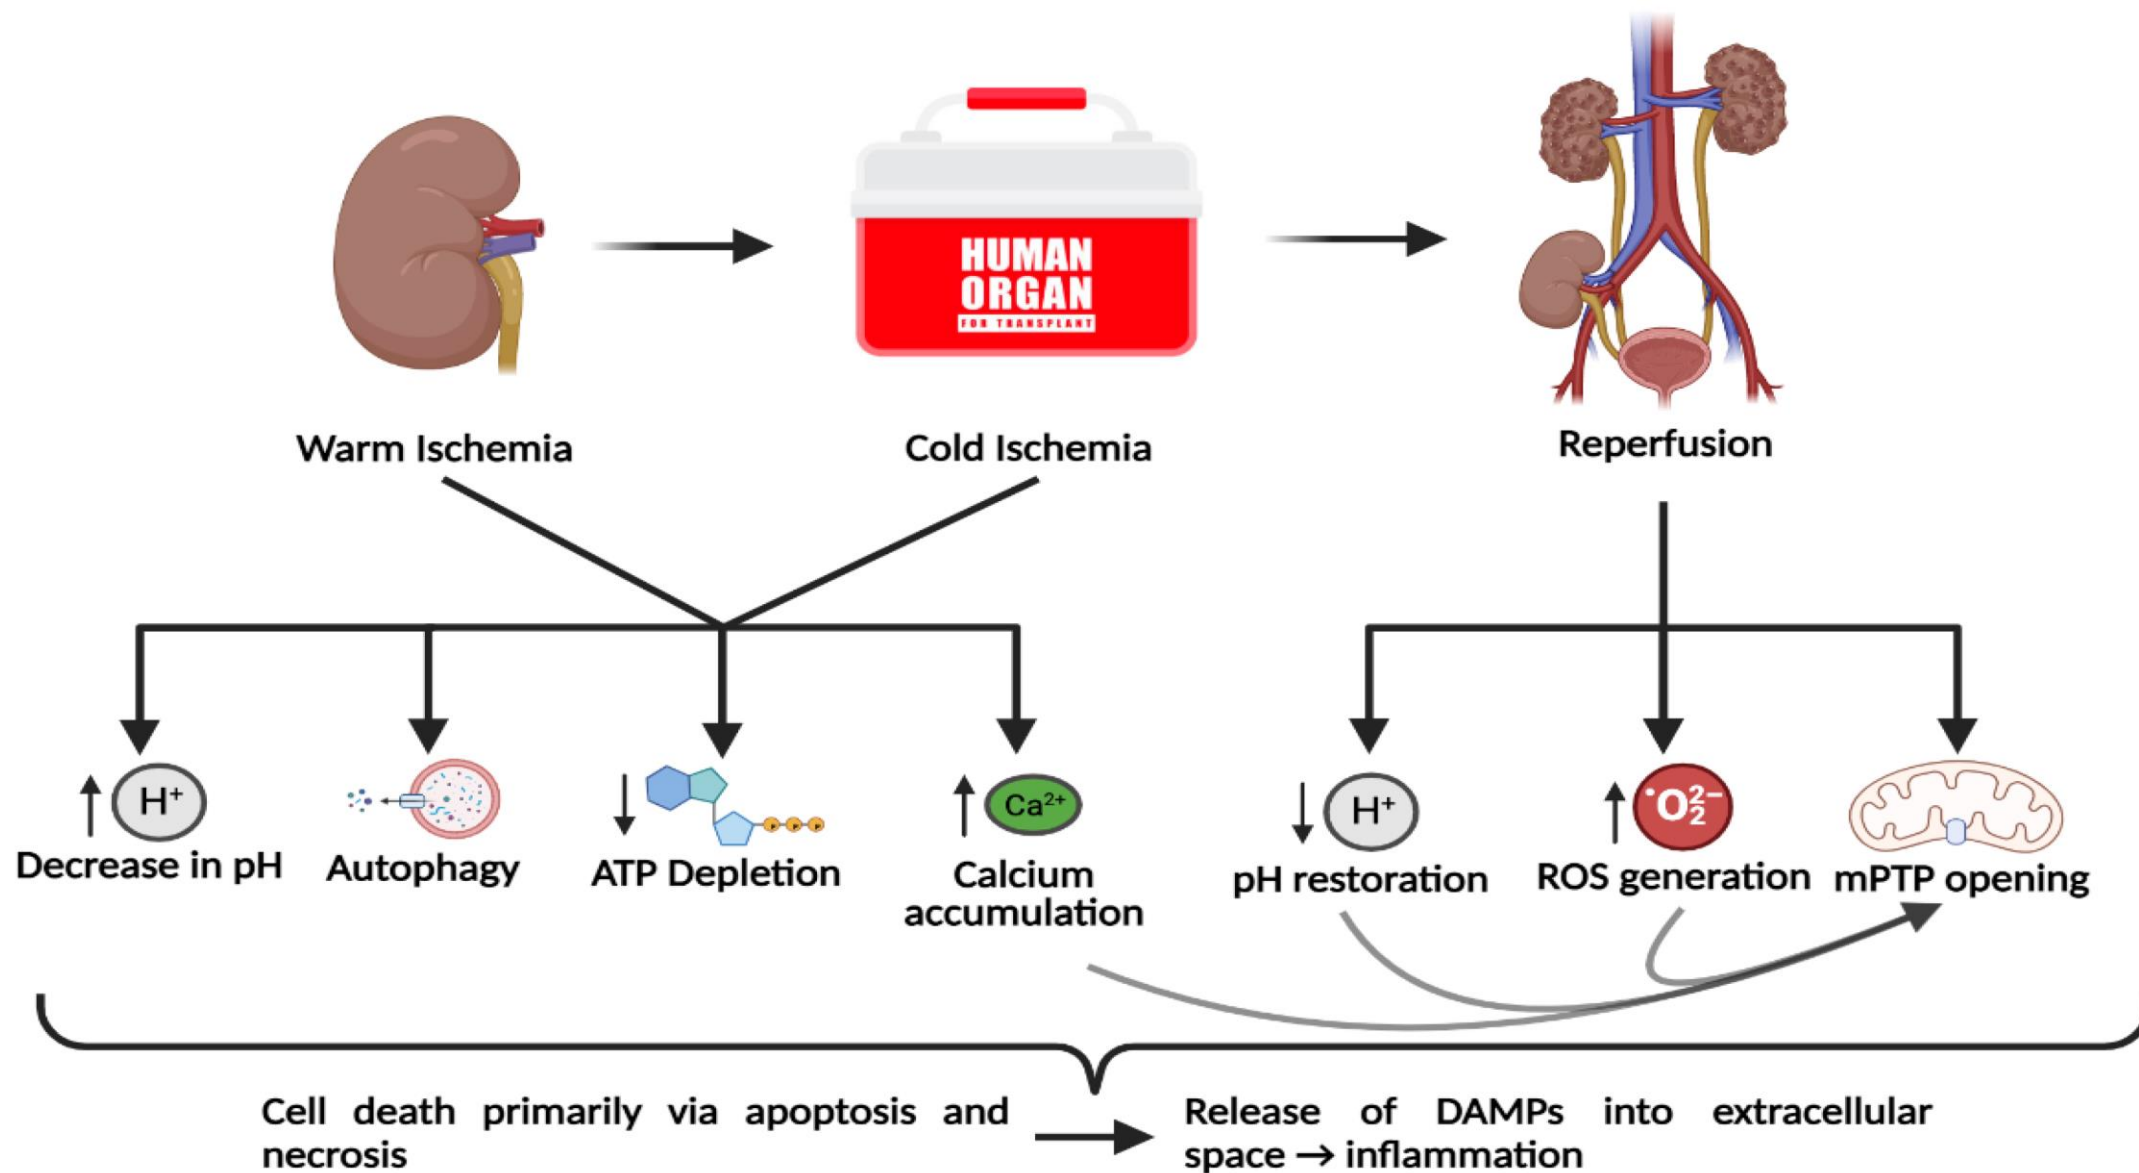 HUMAN
ORGAN
FOR TRANSPLANT
Warm Ischemia
Cold Ischemia
Reperfusion
H⁺
Decrease in pH
Autophagy
P P P
ATP Depletion
Ca²⁺
Calcium
accumulation
H⁺
pH restoration
•O₂²⁻
ROS generation
mPTP opening
Cell death primarily via apoptosis and
necrosis
Release of DAMPs into extracellular
space → inflammation